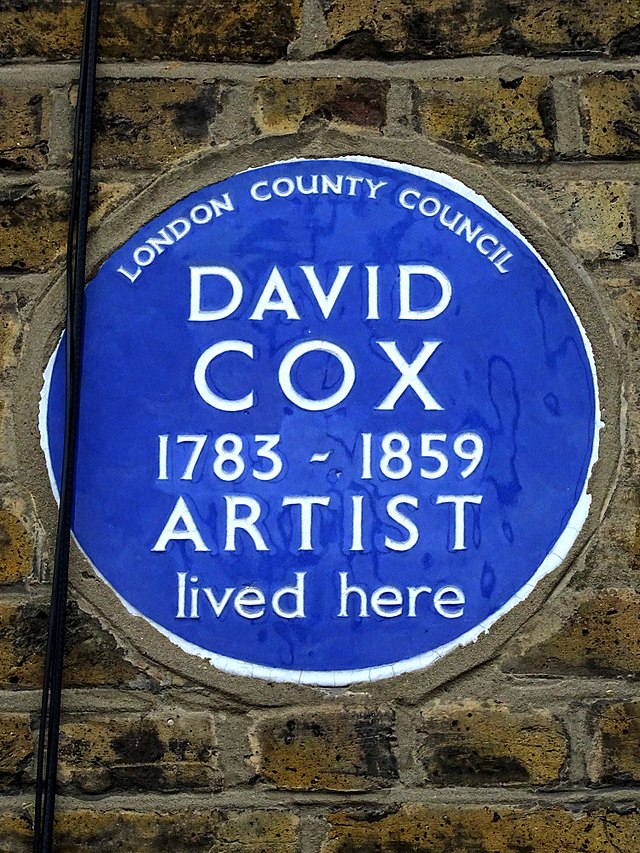 LONDON COUNTY COUNCIL
DAVID
COX
1783 ~ 1859
ARTIST
lived here